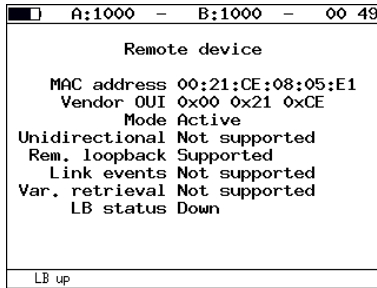 A:1000 – B:1000 – 00 49
Remote device
MAC address 00:21:CE:08:05:E1
Vendor OUI 0x00 0x21 0xCE
Mode Active
Unidirectional Not supported
Rem. loopback Supported
Link events Not supported
Var. retrieval Not supported
LB status Down
LB up